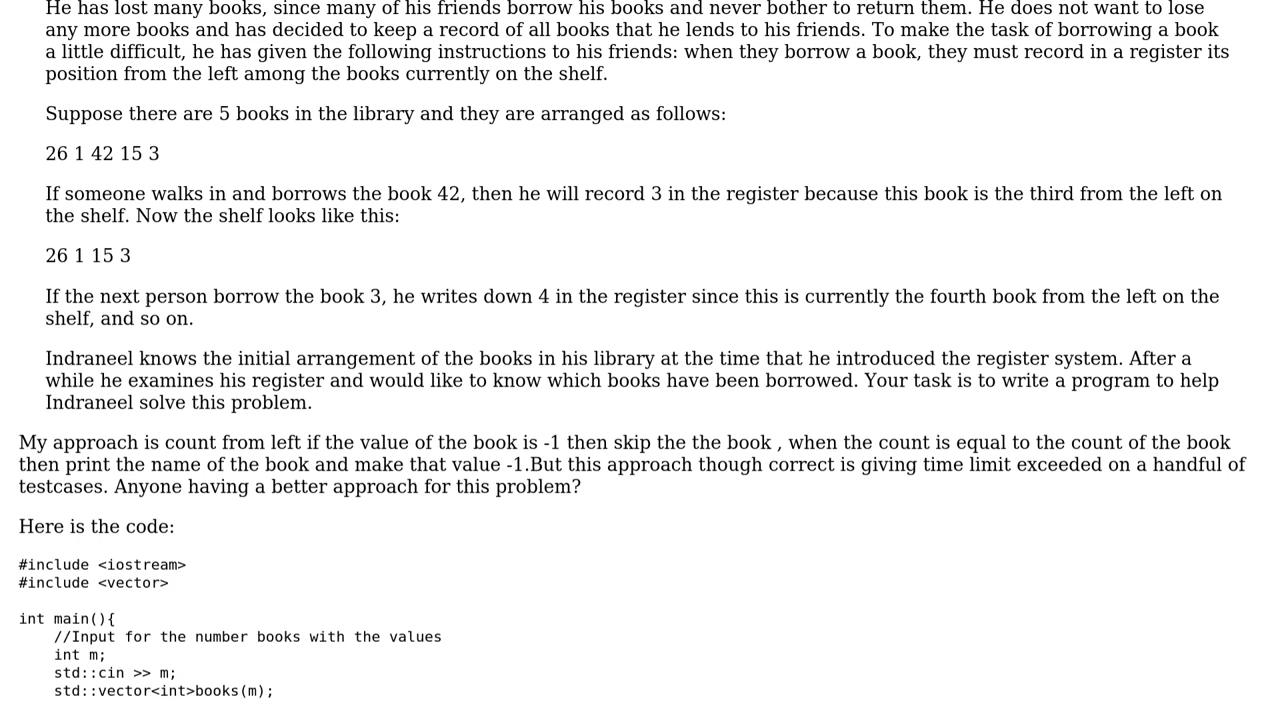 He has lost many books, since many of his friends borrow his books and never bother to return them. He does not want to lose
any more books and has decided to keep a record of all books that he lends to his friends. To make the task of borrowing a book
a little difficult, he has given the following instructions to his friends: when they borrow a book, they must record in a register its
position from the left among the books currently on the shelf.
Suppose there are 5 books in the library and they are arranged as follows:
26 1 42 15 3
If someone walks in and borrows the book 42, then he will record 3 in the register because this book is the third from the left on
the shelf. Now the shelf looks like this:
26 1 15 3
If the next person borrow the book 3, he writes down 4 in the register since this is currently the fourth book from the left on the
shelf, and so on.
Indraneel knows the initial arrangement of the books in his library at the time that he introduced the register system. After a
while he examines his register and would like to know which books have been borrowed. Your task is to write a program to help
Indraneel solve this problem.
My approach is count from left if the value of the book is -1 then skip the the book , when the count is equal to the count of the book
then print the name of the book and make that value -1.But this approach though correct is giving time limit exceeded on a handful of
testcases. Anyone having a better approach for this problem?
Here is the code:
#include <iostream>
#include <vector>
int main(){
    //Input for the number books with the values
    int m;
    std::cin >> m;
    std::vector<int>books(m);